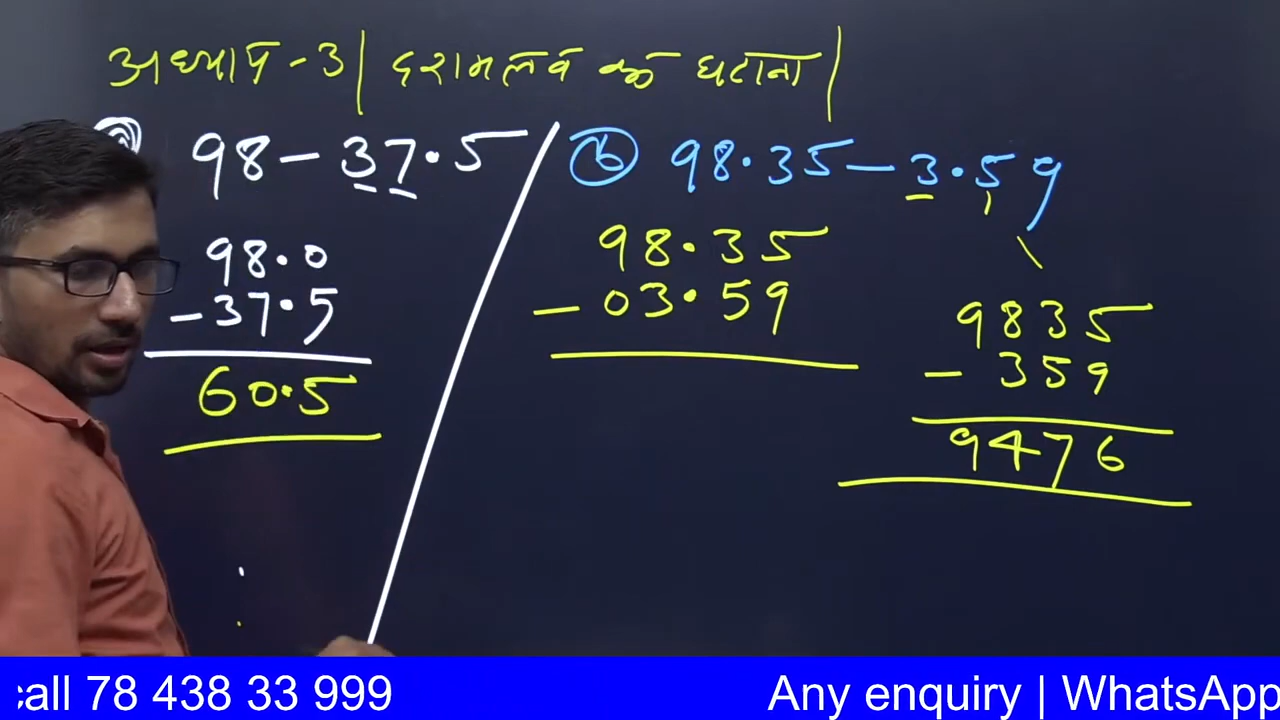 अध्याय - 3 | दशमलव का घटाना |
98 - 37.5
98.0
- 37.5
60.5
b 98.35 - 3.59
98.35
- 03.59
9835
- 359
9476
call 78 438 33 999 Any enquiry | WhatsApp